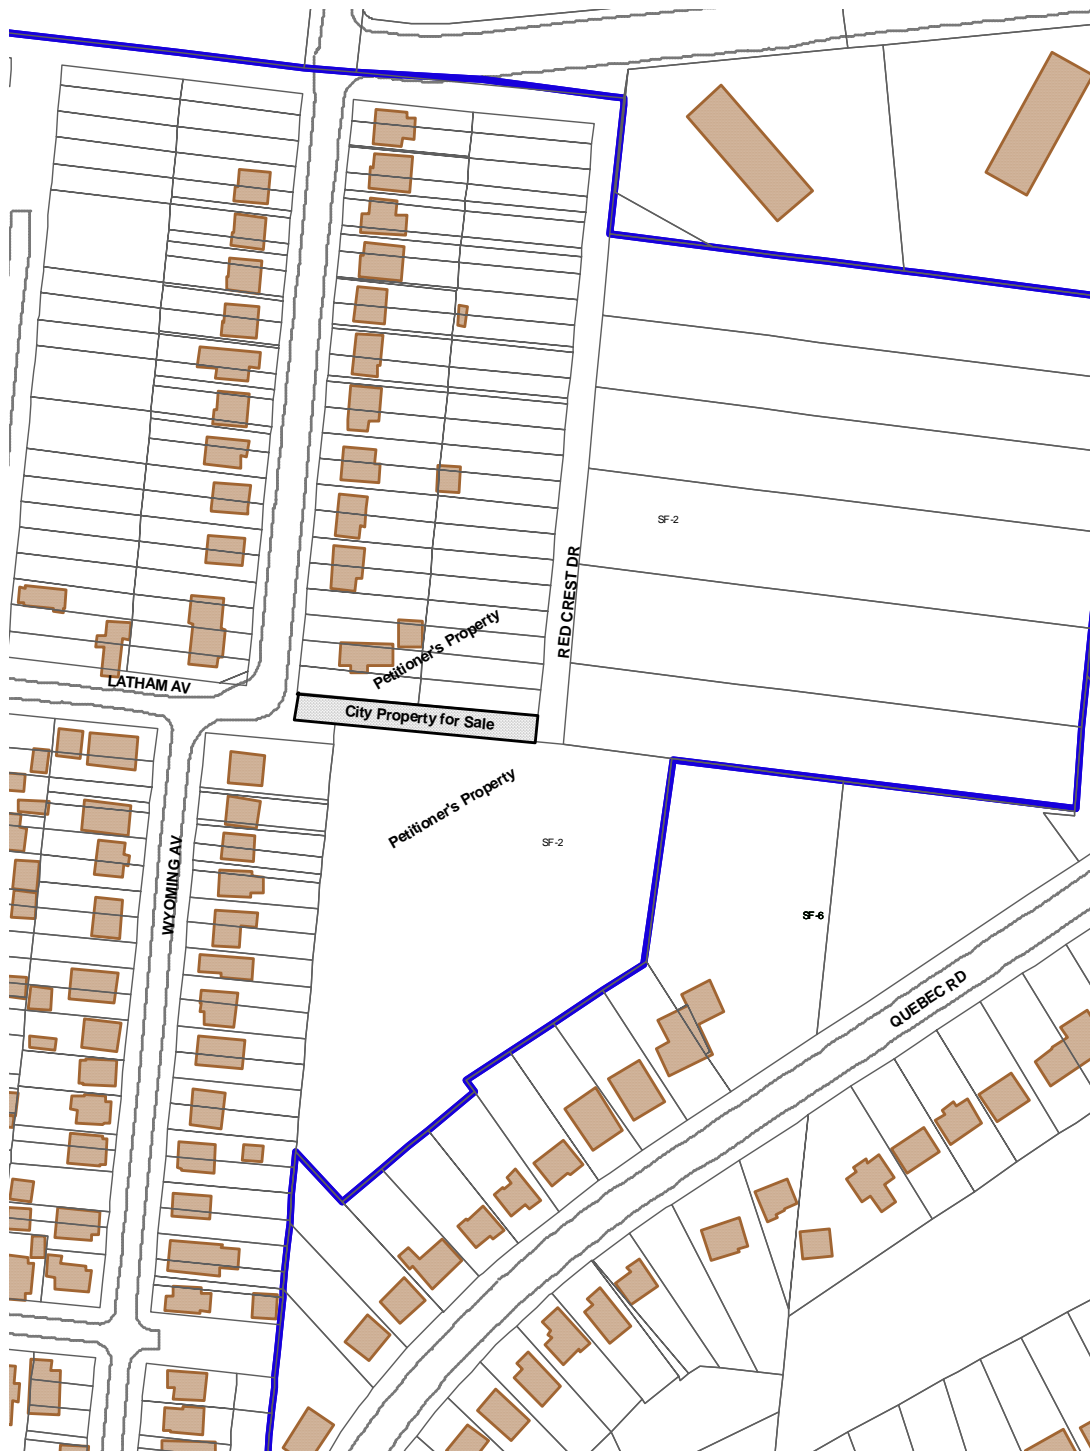 SF-2
RED CREST DR
Petitioner's Property
LATHAM AV
City Property for Sale
Petitioner's Property
SF-2
WYOMING AV
SF-6
QUEBEC RD